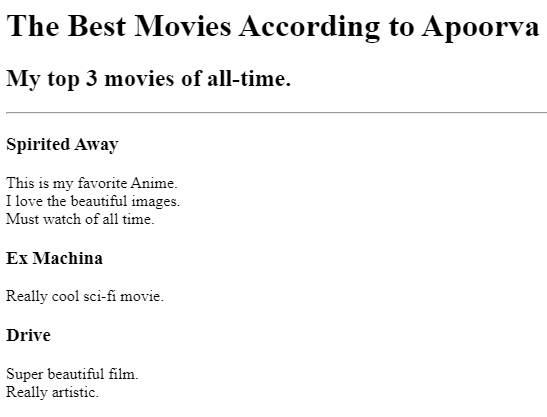 The Best Movies According to Apoorva
My top 3 movies of all-time.
Spirited Away
This is my favorite Anime.
I love the beautiful images.
Must watch of all time.
Ex Machina
Really cool sci-fi movie.
Drive
Super beautiful film.
Really artistic.